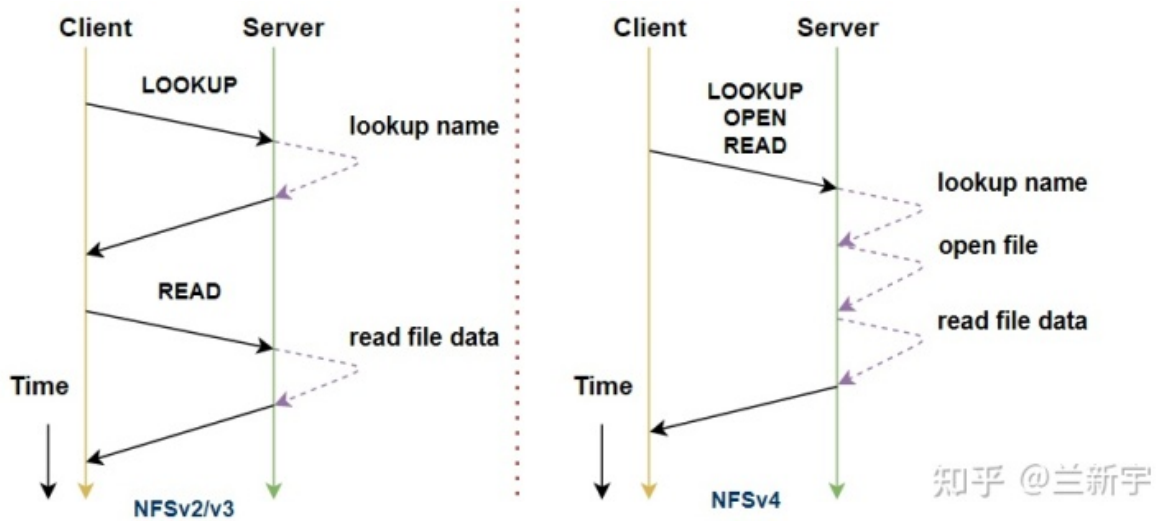 Client
Server
LOOKUP
lookup name
READ
read file data
Time
NFSv2/v3
Client
Server
LOOKUP
OPEN
READ
lookup name
open file
read file data
Time
NFSv4
知乎 @兰新宇